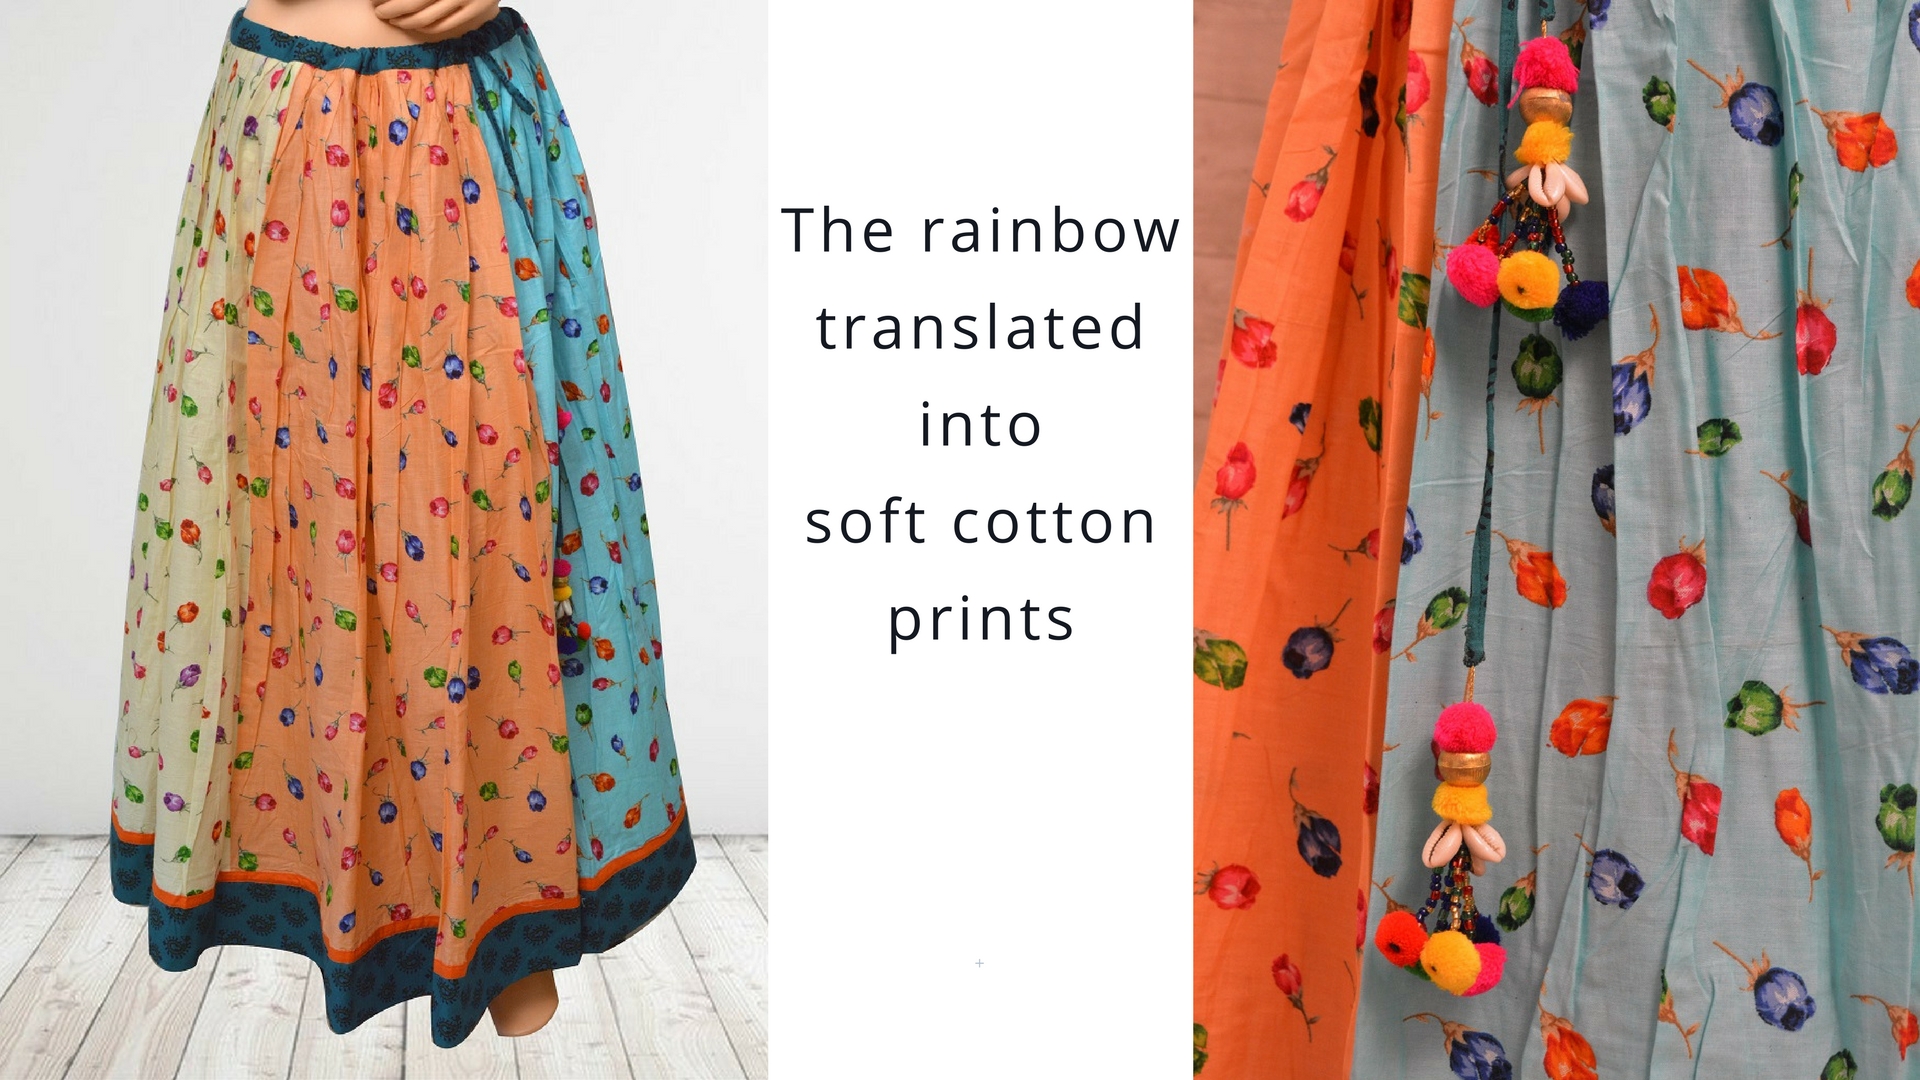 The rainbow
translated
into
soft cotton
prints
+